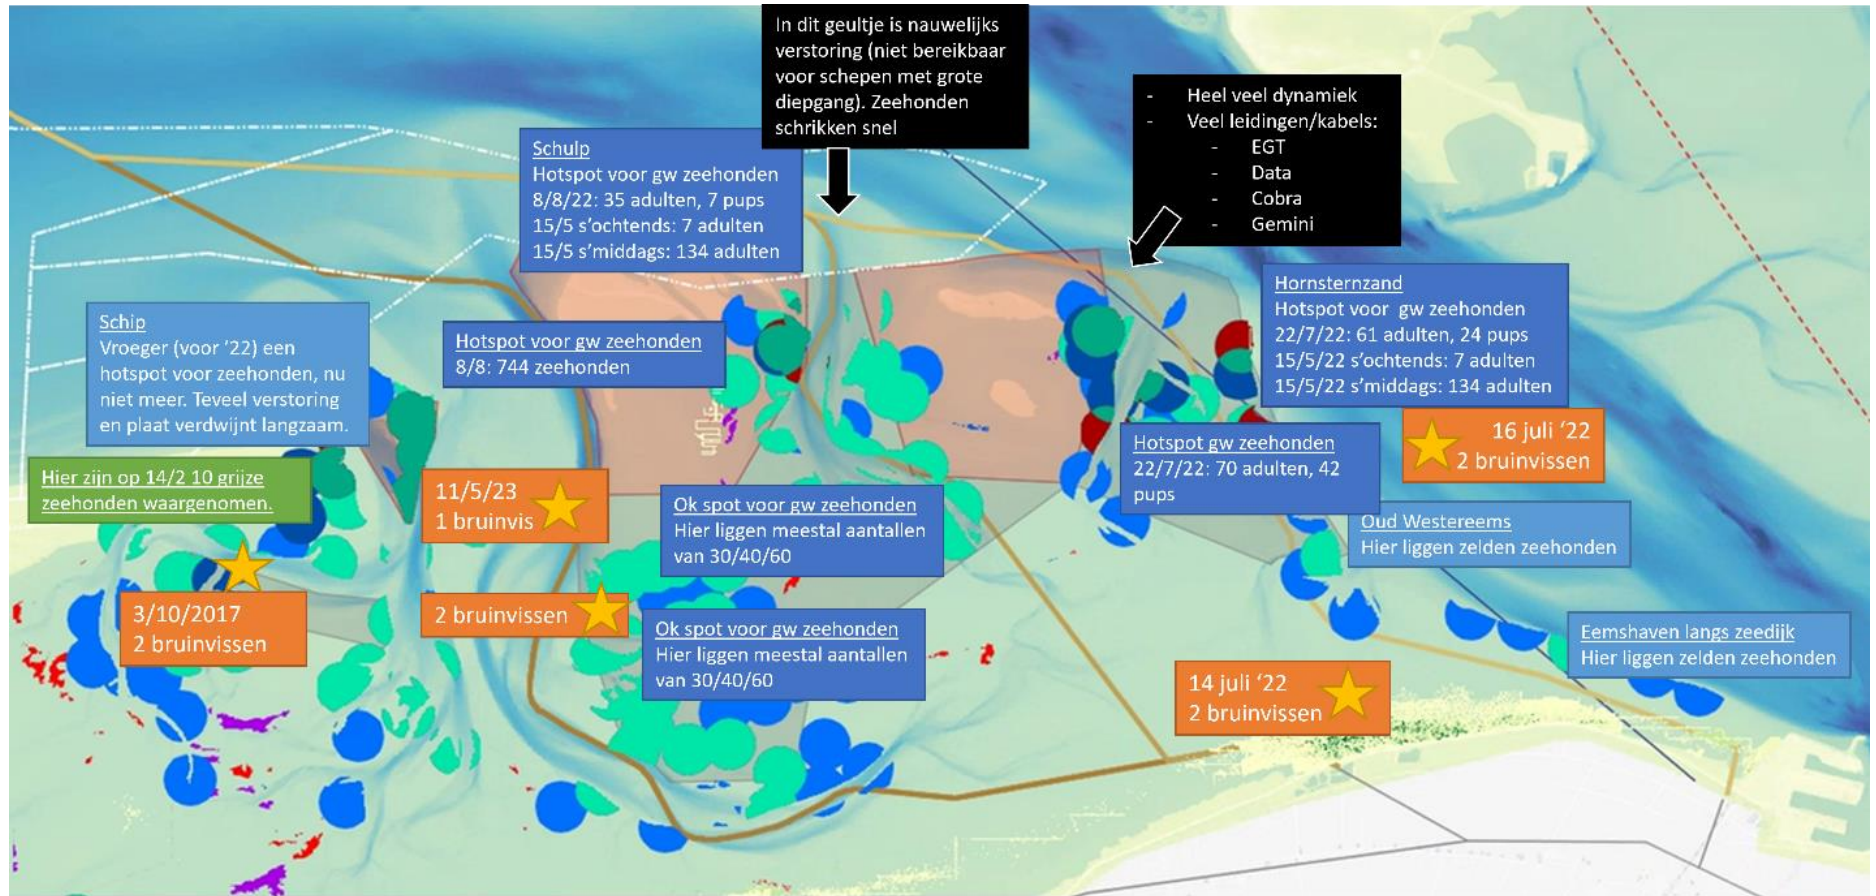 In dit geultje is nauwelijks
verstoring (niet bereikbaar
voor schepen met grote
diepgang). Zeehonden
schrikken snel
- Heel veel dynamiek
- Veel leidingen/kabels:
- EGT
- Data
- Cobra
- Gemini
Schulp
Hotspot voor gw zeehonden
8/8/22: 35 adulten, 7 pups
15/5 s'ochtends: 7 adulten
15/5 s'middags: 134 adulten
Hornsternzand
Hotspot voor gw zeehonden
22/7/22: 61 adulten, 24 pups
15/5/22 s'ochtends: 7 adulten
15/5/22 s'middags: 134 adulten
Schip
Vroeger (voor '22) een
hotspot voor zeehonden, nu
niet meer. Teveel verstoring
en plaat verdwijnt langzaam.
Hotspot voor gw zeehonden
8/8: 744 zeehonden
16 juli '22
2 bruinvissen
Hotspot gw zeehonden
22/7/22: 70 adulten, 42
pups
Hier zijn op 14/2 10 grijze
zeehonden waargenomen.
11/5/23
1 bruinvis
Ok spot voor gw zeehonden
Hier liggen meestal aantallen
van 30/40/60
Oud Westereems
Hier liggen zelden zeehonden
3/10/2017
2 bruinvissen
2 bruinvissen
Ok spot voor gw zeehonden
Hier liggen meestal aantallen
van 30/40/60
Eemshaven langs zeedijk
Hier liggen zelden zeehonden
14 juli '22
2 bruinvissen